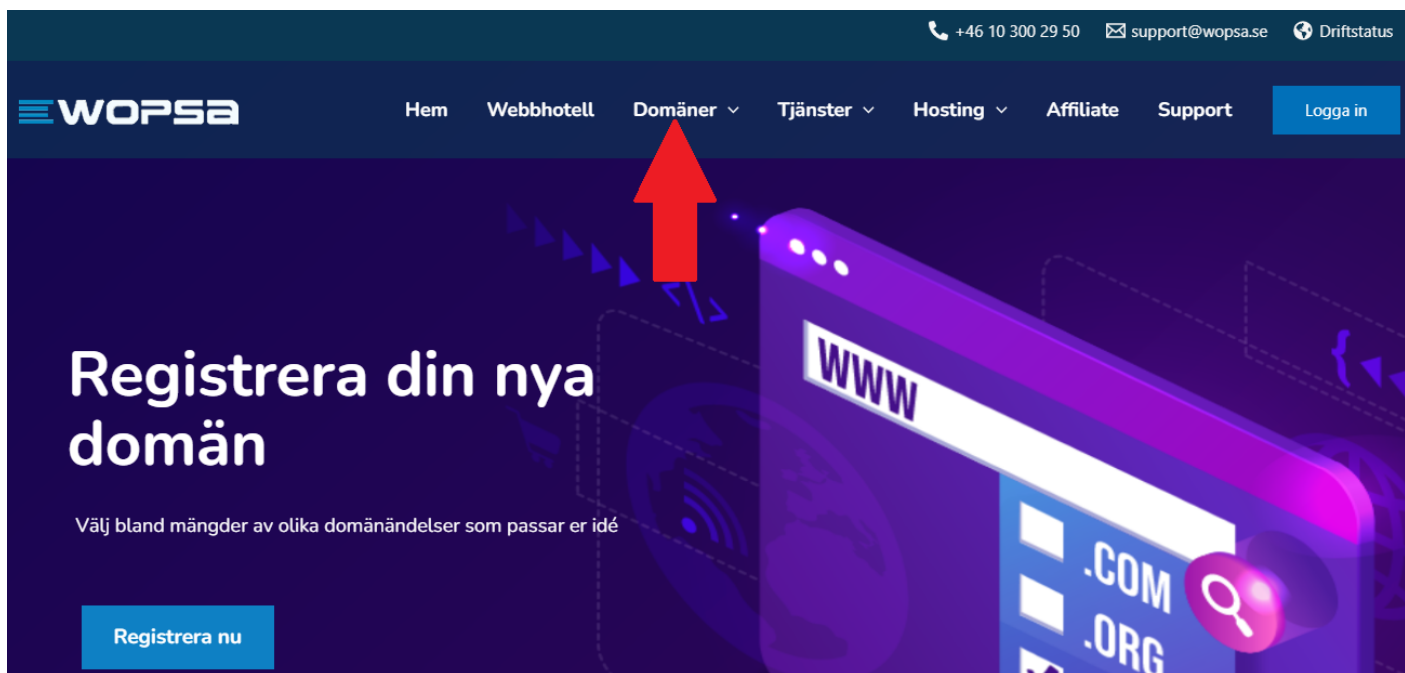 +46 10 300 29 50 support@wopsa.se Driftstatus
WOPSA Hem Webbhotell Domäner Tjänster Hosting Affiliate Support Logga in
</>
{
WWW
Registrera din nya
domän
Välj bland mängder av olika domänändelser som passar er idé
.COM
.ORG
Registrera nu